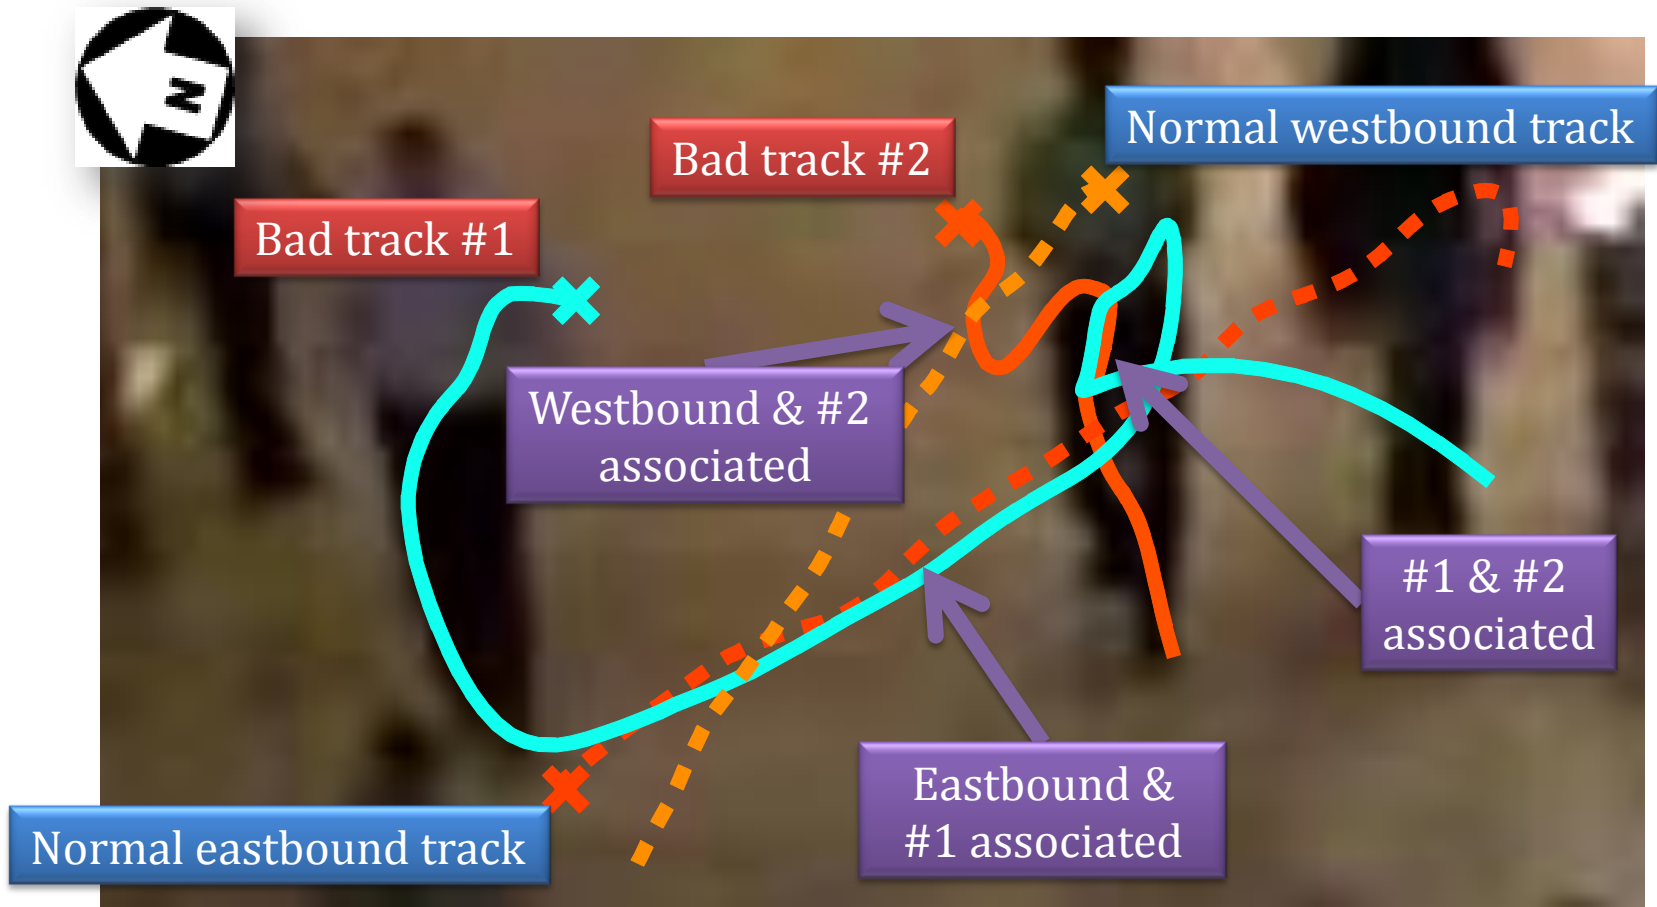 N
Normal westbound track
Bad track #2
Bad track #1
Westbound & #2
associated
#1 & #2
associated
Eastbound &
#1 associated
Normal eastbound track